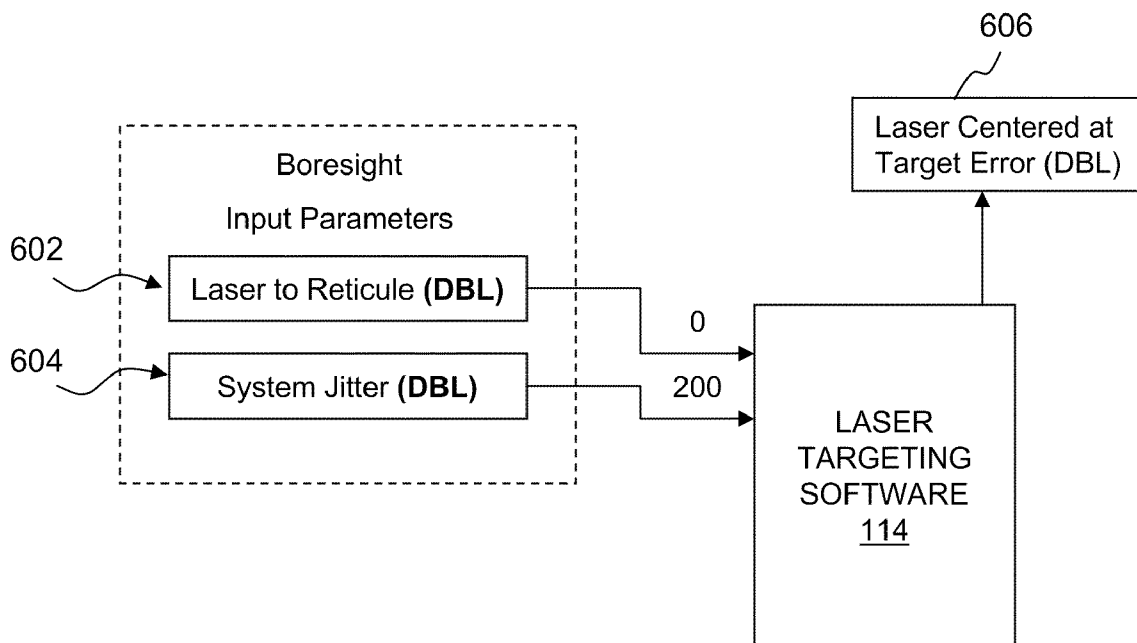 606
Laser Centered at
Target Error (DBL)
Boresight
Input Parameters
602
Laser to Reticule (DBL)
0
604
System Jitter (DBL)
200
LASER
TARGETING
SOFTWARE
114